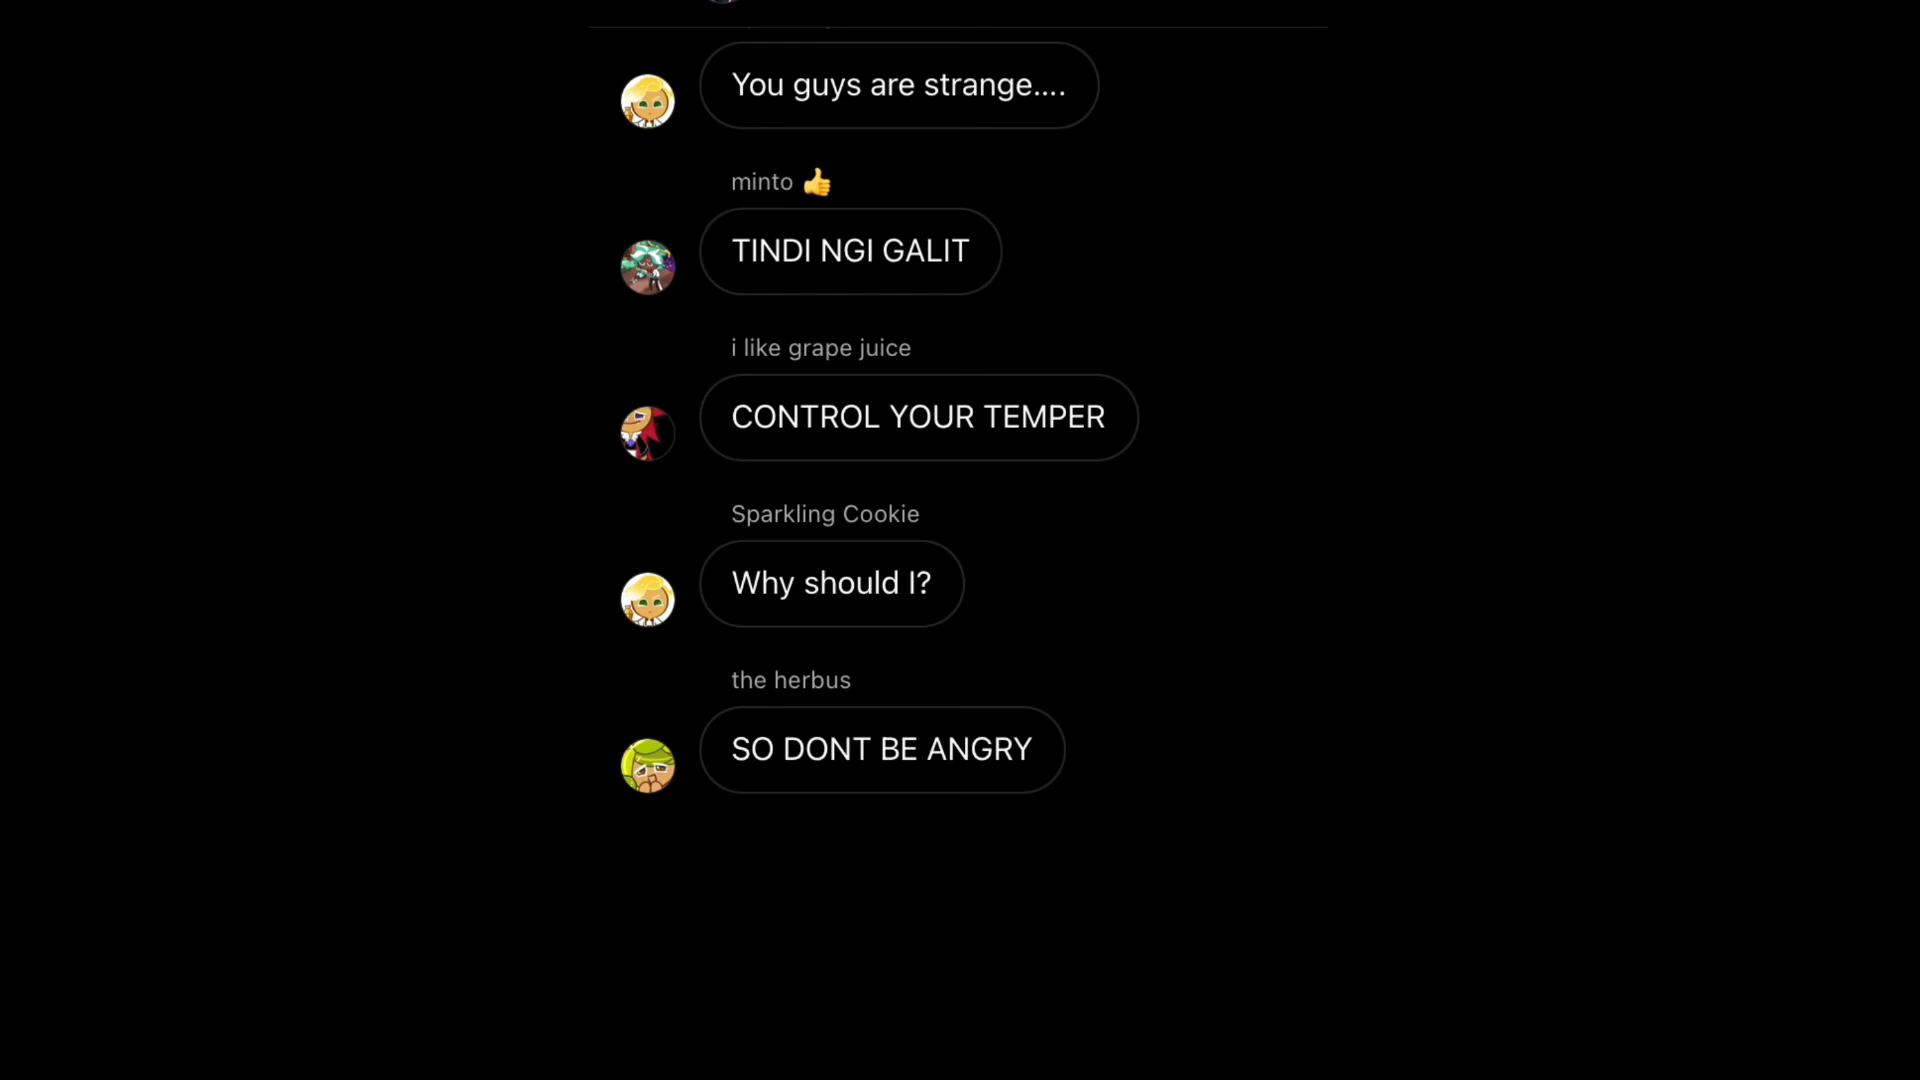 You guys are strange....
minto 👍
TINDI NGI GALIT
i like grape juice
CONTROL YOUR TEMPER
Sparkling Cookie
Why should I?
the herbus
SO DONT BE ANGRY